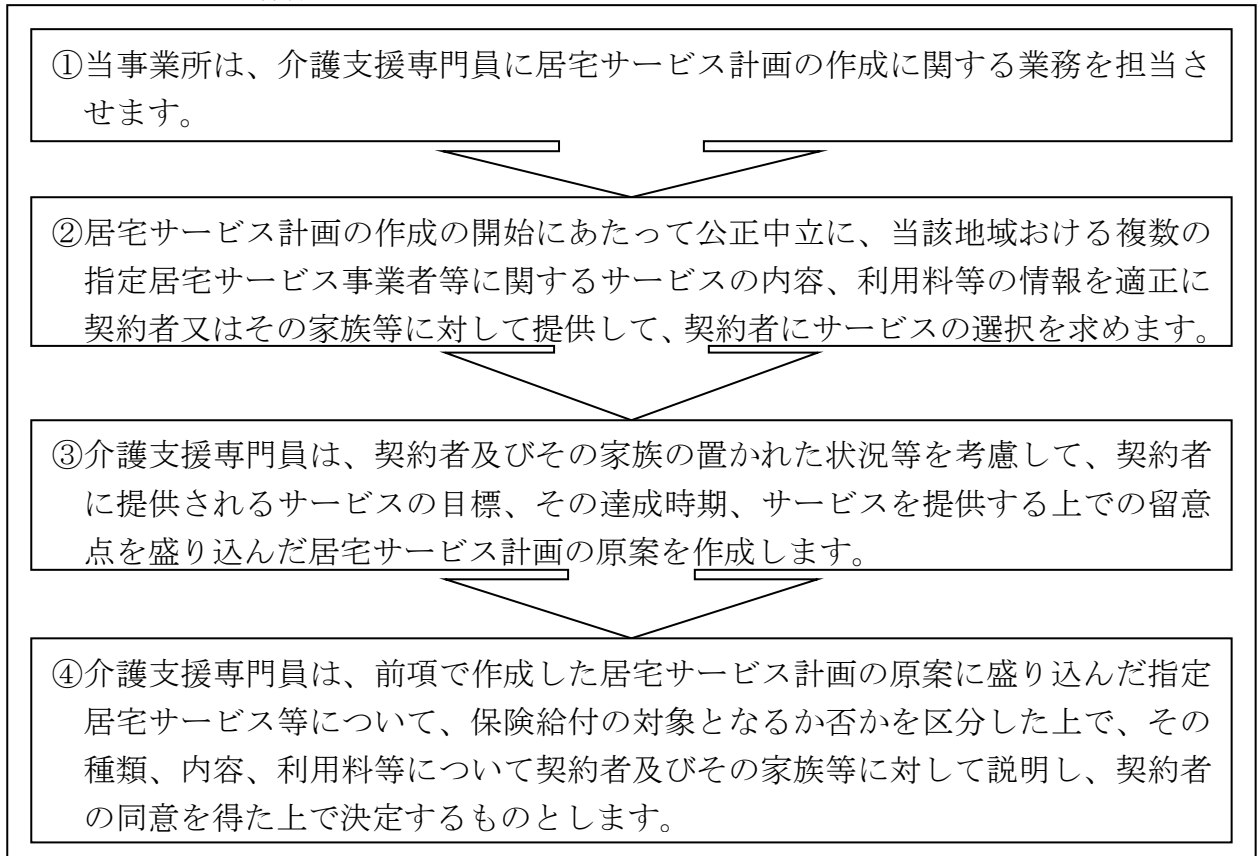 ①当事業所は、介護支援専門員に居宅サービス計画の作成に関する業務を担当さ
せます。
②居宅サービス計画の作成の開始にあたって公正中立に、当該地域おける複数の
指定居宅サービス事業者等に関するサービスの内容、利用料等の情報を適正に
契約者又はその家族等に対して提供して、契約者にサービスの選択を求めます。
③介護支援専門員は、契約者及びその家族の置かれた状況等を考慮して、契約者
に提供されるサービスの目標、その達成時期、サービスを提供する上での留意
点を盛り込んだ居宅サービス計画の原案を作成します。
④介護支援専門員は、前項で作成した居宅サービス計画の原案に盛り込んだ指定
居宅サービス等について、保険給付の対象となるか否かを区分した上で、その
種類、内容、利用料等について契約者及びその家族等に対して説明し、契約者
の同意を得た上で決定するものとします。